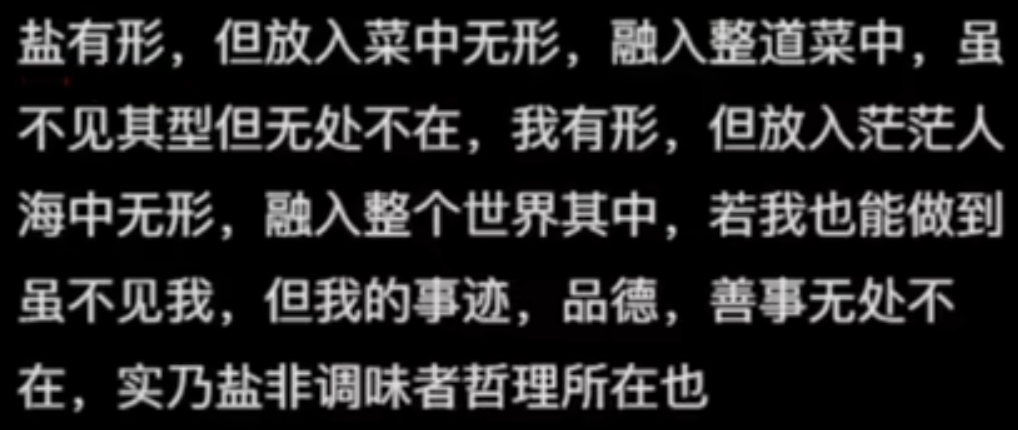 盐有形，但放入菜中无形，融入整道菜中，虽
不见其型但无处不在，我有形，但放入茫茫人
海中无形，融入整个世界其中，若我也能做到
虽不见我，但我的事迹，品德，善事无处不
在，实乃盐非调味者哲理所在也